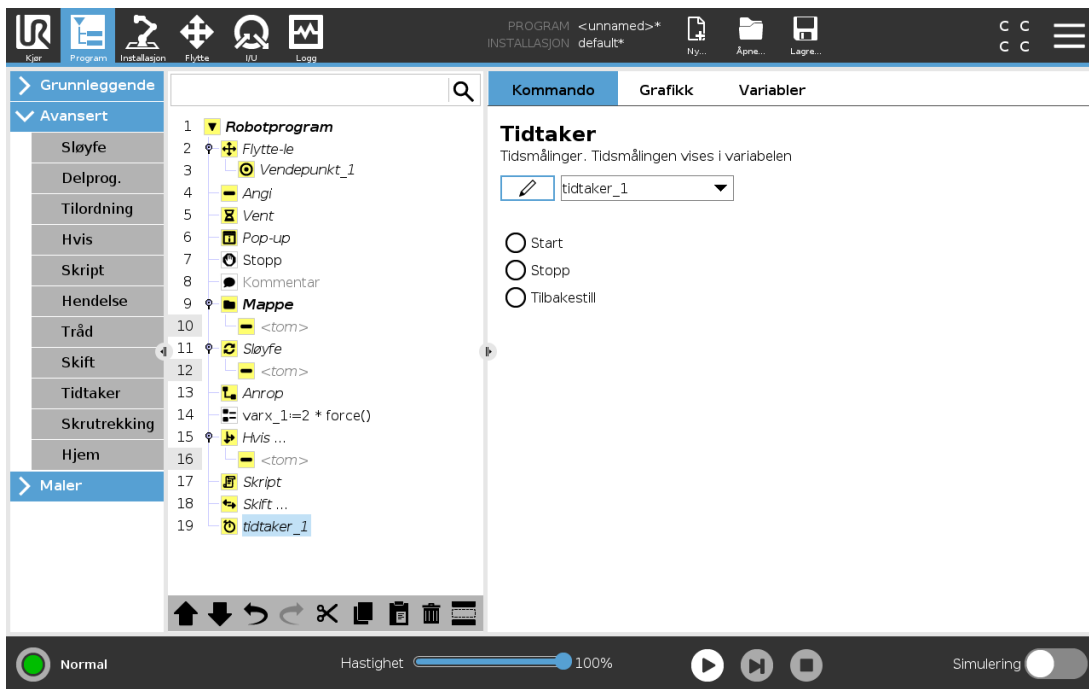 UR
PROGRAM <unnamed>*
INSTALLASJON default*
Kjør Program Installasjon Flytte I/U Logg
Ny... Åpne... Lagre...
C C
C C
Grunnleggende
Avansert
Sløyfe
Delprog.
Tilordning
Hvis
Skript
Hendelse
Tråd
Skift
Tidtaker
Skrutrekking
Hjem
Maler
1 Robotprogram
2 Flytte-le
3 Vendepunkt_1
4 Angi
5 Vent
6 Pop-up
7 Stopp
8 Kommentar
9 Mappe
10 <tom>
11 Sløyfe
12 <tom>
13 Anrop
14 varx_1:=2 * force()
15 Hvis ...
16 <tom>
17 Skript
18 Skift ...
19 tidtaker_1
Kommando Grafikk Variabler
Tidtaker
Tidsmålinger. Tidsmålingen vises i variabelen
tidtaker_1
Start
Stopp
Tilbakestill
Normal
Hastighet 100%
Simulering